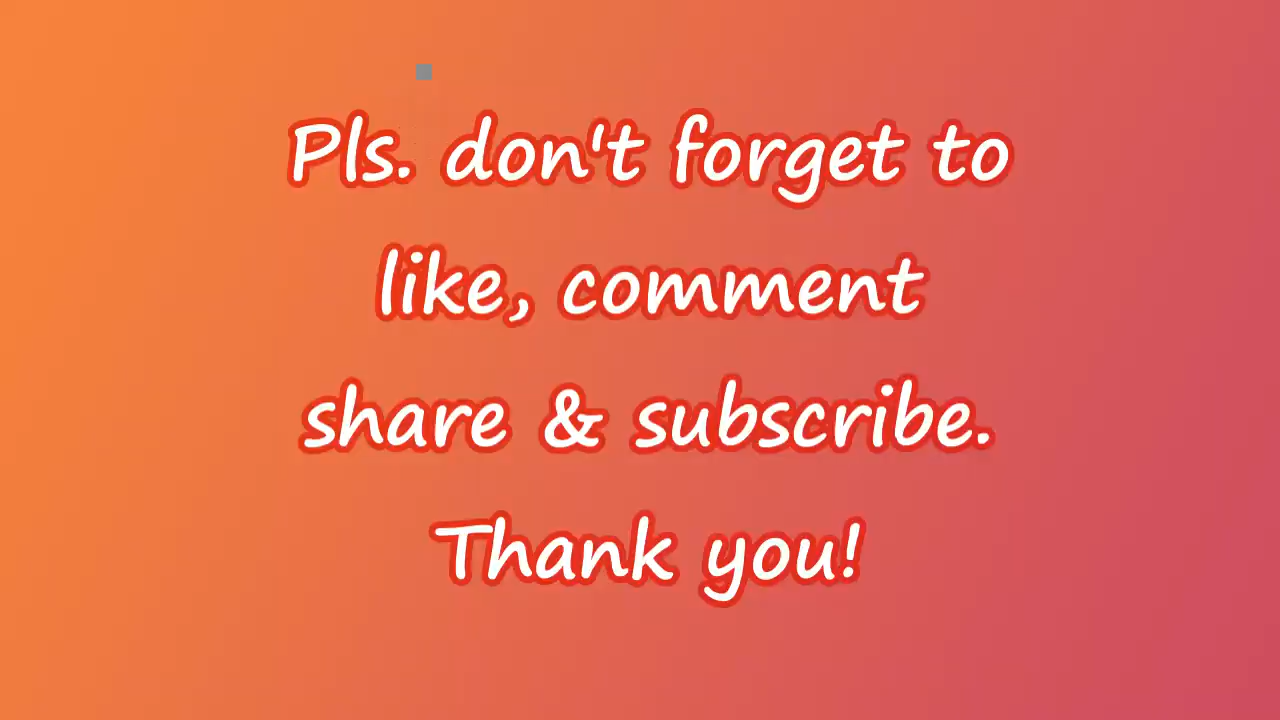 Pls. don't forget to
like, comment
share & subscribe.
Thank you!